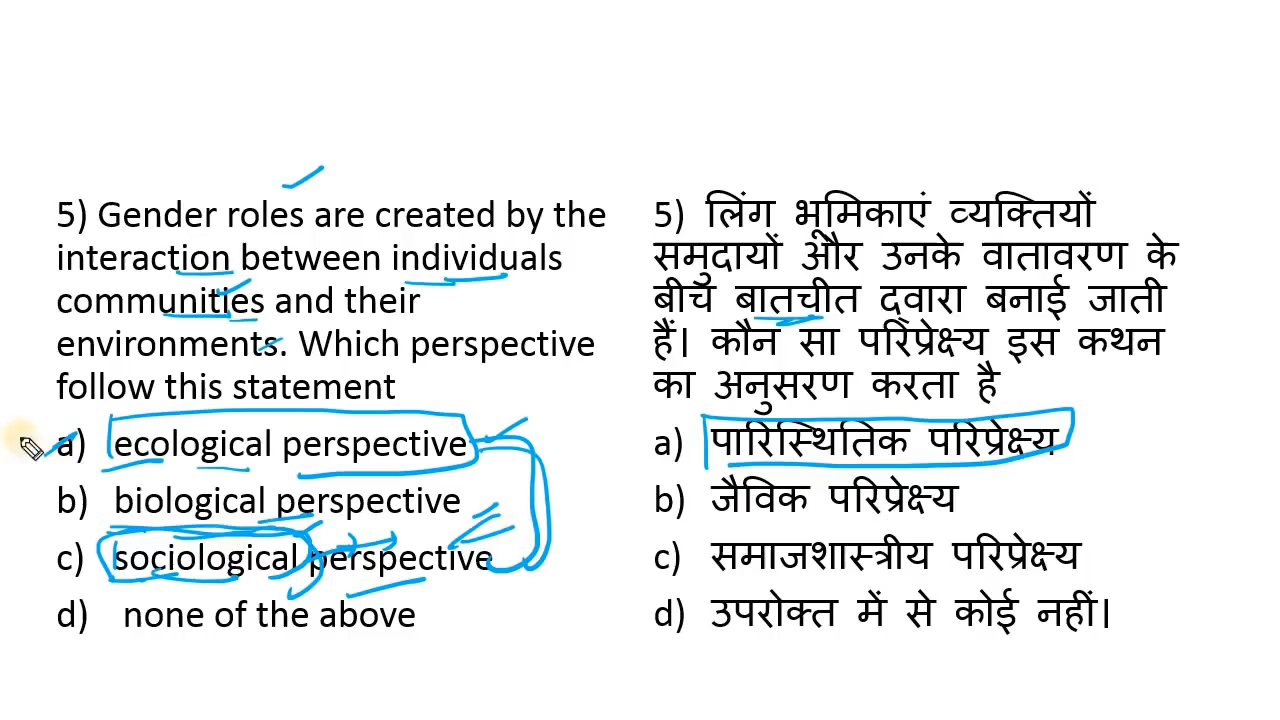 5) Gender roles are created by the
interaction between individuals
communities and their
environments. Which perspective
follow this statement
a) ecological perspective
b) biological perspective
c) sociological perspective
d) none of the above
5) लिंग भूमिकाएं व्यक्तियों
समुदायों और उनके वातावरण के
बीच बातचीत द्वारा बनाई जाती
हैं। कौन सा परिप्रेक्ष्य इस कथन
का अनुसरण करता है
a) पारिस्थितिक परिप्रेक्ष्य
b) जैविक परिप्रेक्ष्य
c) समाजशास्त्रीय परिप्रेक्ष्य
d) उपरोक्त में से कोई नहीं।